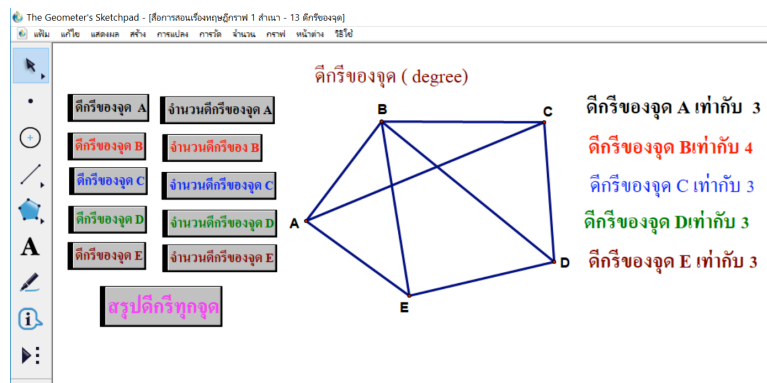 The Geometer's Sketchpad - [สื่อการสอนเรื่องทฤษฎีกราฟ 1 สำเนา - 13 ดีกรีของจุด]
แฟ้ม แก้ไข แสดงผล สร้าง การแปลง การวัด จำนวน กราฟ หน้าต่าง วิธีใช้
ดีกรีของจุด ( degree)
ดีกรีของจุด A จำนวนดีกรีของจุด A
ดีกรีของจุด B จำนวนดีกรีของ B
ดีกรีของจุด C จำนวนดีกรีของจุด C
ดีกรีของจุด D จำนวนดีกรีของจุด D
ดีกรีของจุด E จำนวนดีกรีของจุด E
สรุปดีกรีทุกจุด
B
C
A
D
E
ดีกรีของจุด A เท่ากับ 3
ดีกรีของจุด Bเท่ากับ 4
ดีกรีของจุด C เท่ากับ 3
ดีกรีของจุด Dเท่ากับ 3
ดีกรีของจุด E เท่ากับ 3
A